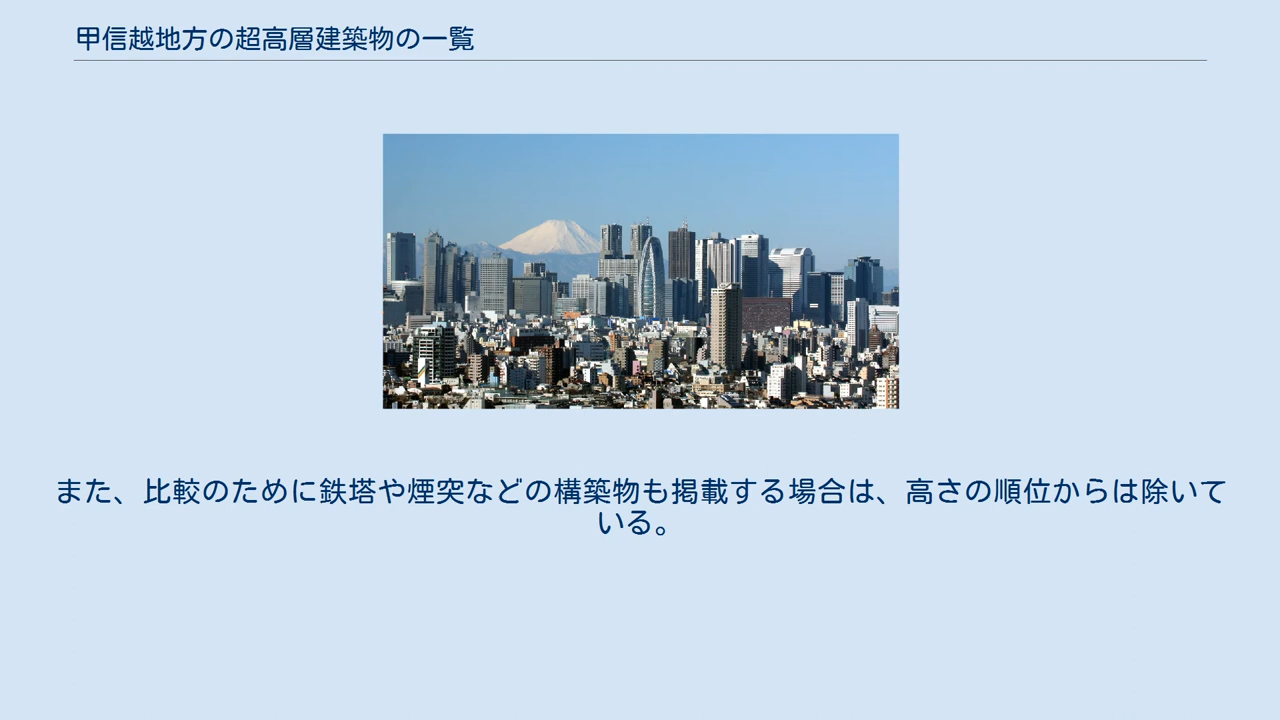 甲信越地方の超高層建築物の一覧
また、比較のために鉄塔や煙突などの構築物も掲載する場合は、高さの順位からは除いて
いる。